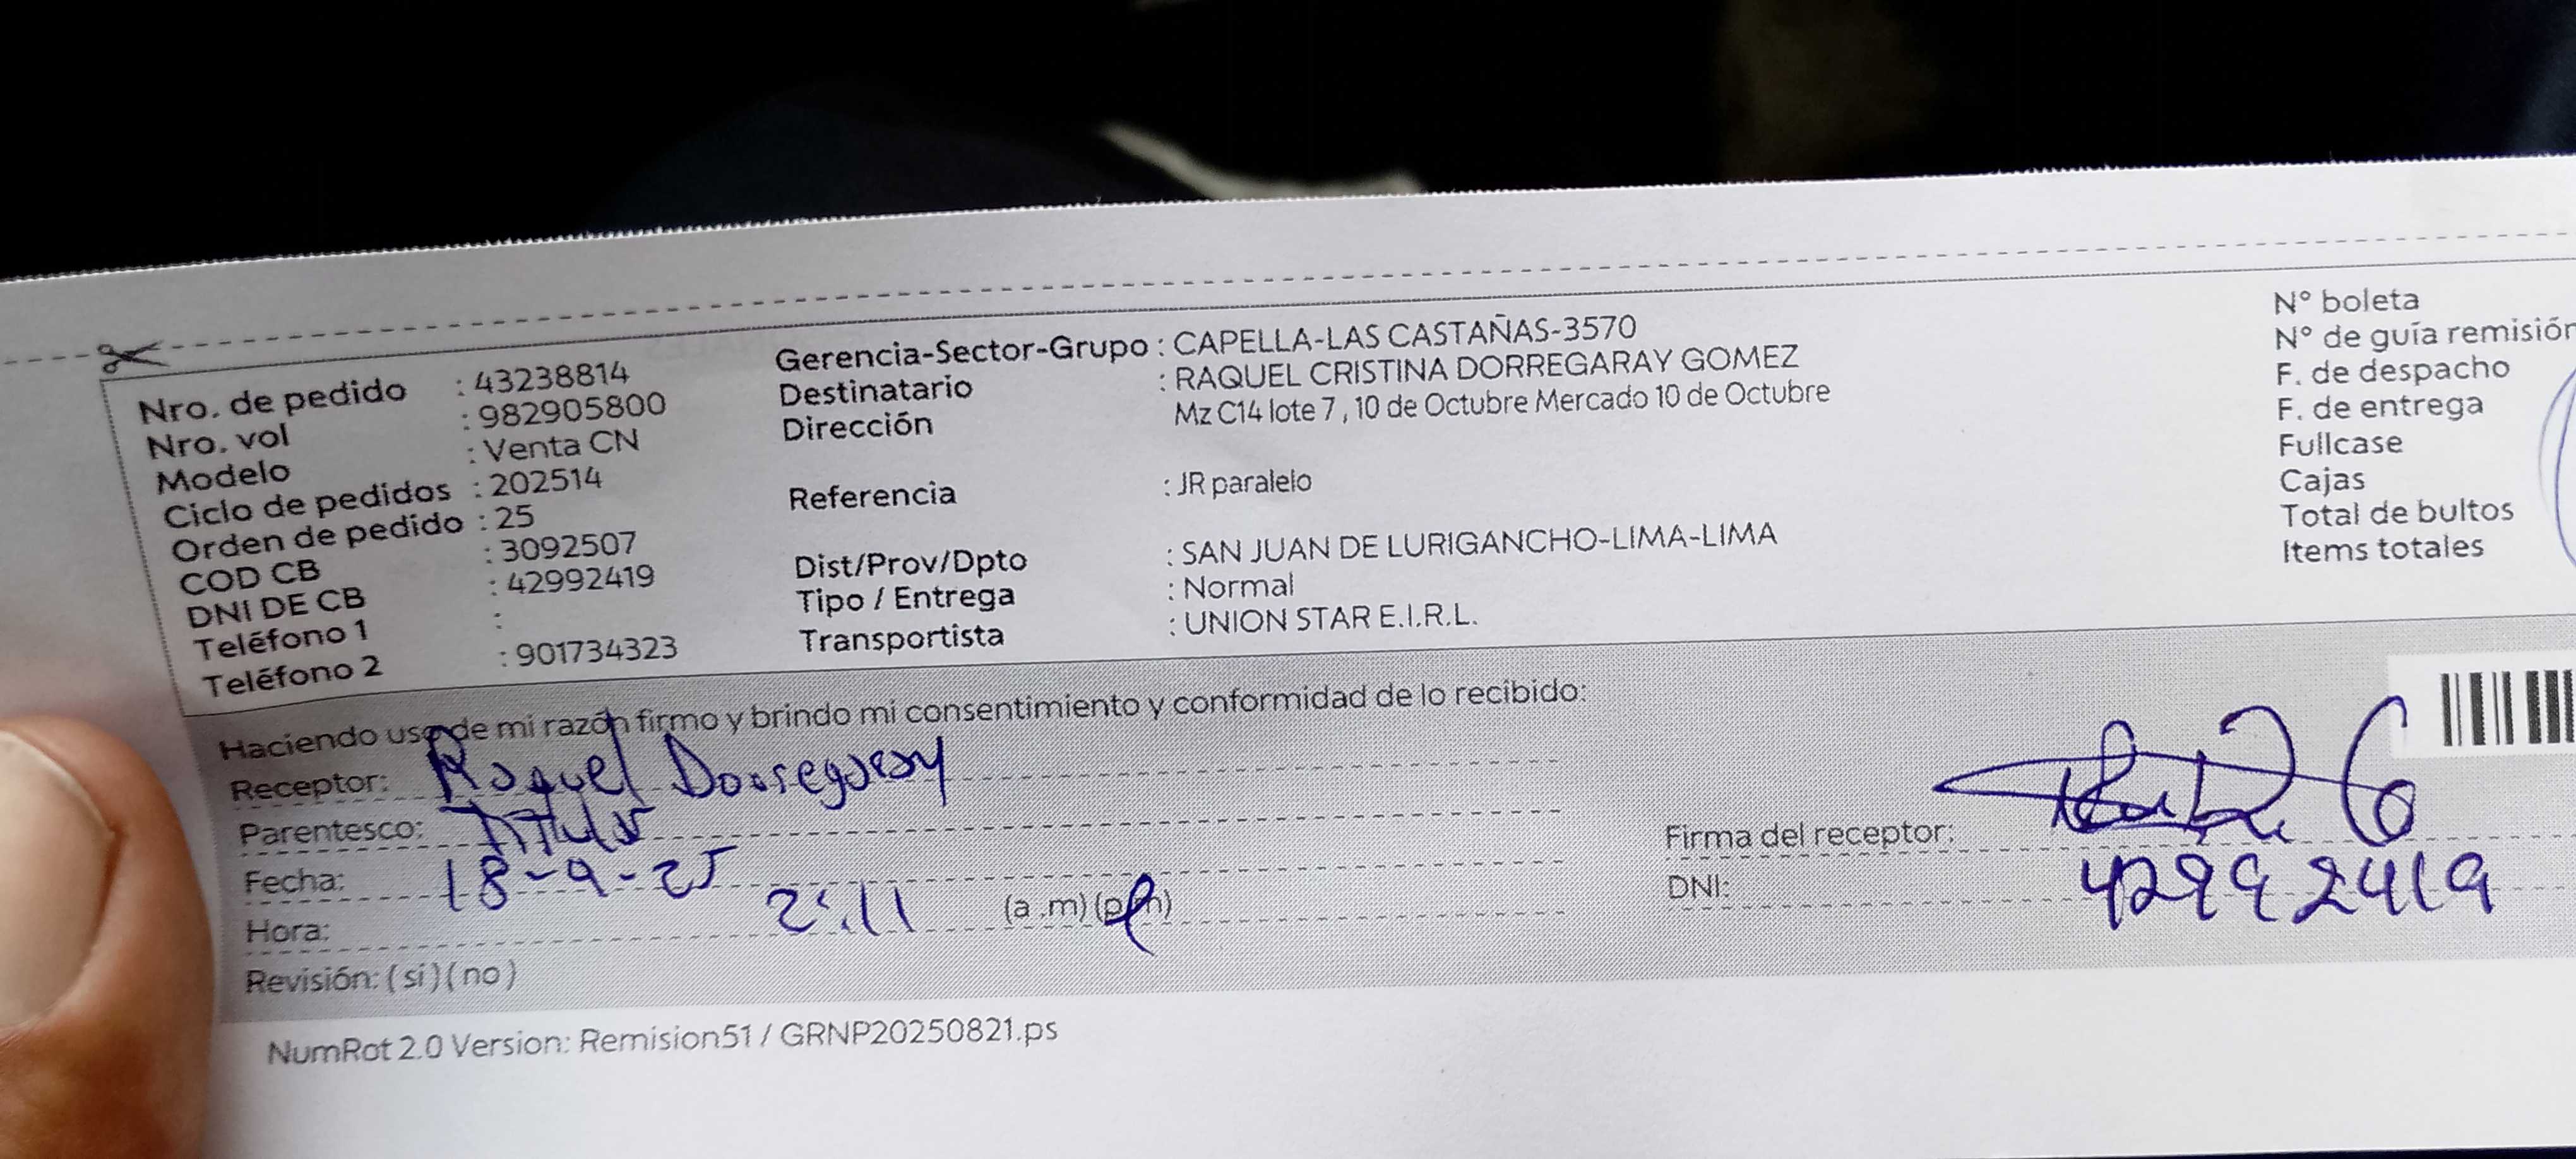 Nro. de pedido : 43238814
Nro. vol : 982905800
Modelo : Venta CN
Ciclo de pedidos : 202514
Orden de pedido : 25
COD CB : 3092507
DNI DE CB : 42992419
Teléfono 1 :
Teléfono 2 : 901734323
Gerencia-Sector-Grupo : CAPELLA-LAS CASTAÑAS-3570
Destinatario : RAQUEL CRISTINA DORREGARAY GOMEZ
Dirección Mz C14 lote 7 , 10 de Octubre Mercado 10 de Octubre
Referencia : JR paralelo
Dist/Prov/Dpto : SAN JUAN DE LURIGANCHO-LIMA-LIMA
Tipo / Entrega : Normal
Transportista : UNION STAR E.I.R.L.
N° boleta
N° de guía remisión
F. de despacho
F. de entrega
Fullcase
Cajas
Total de bultos
Items totales
Haciendo uso de mi razón firmo y brindo mi consentimiento y conformidad de lo recibido:
Receptor: Raquel Dorregaray
Parentesco: Titular
Fecha: 18-9-25
Hora: 2:11 (a .m) (p.m)
Revisión: ( si ) ( no )
Firma del receptor:
DNI: 42992419
NumRot 2.0 Version: Remision51 / GRNP20250821.ps